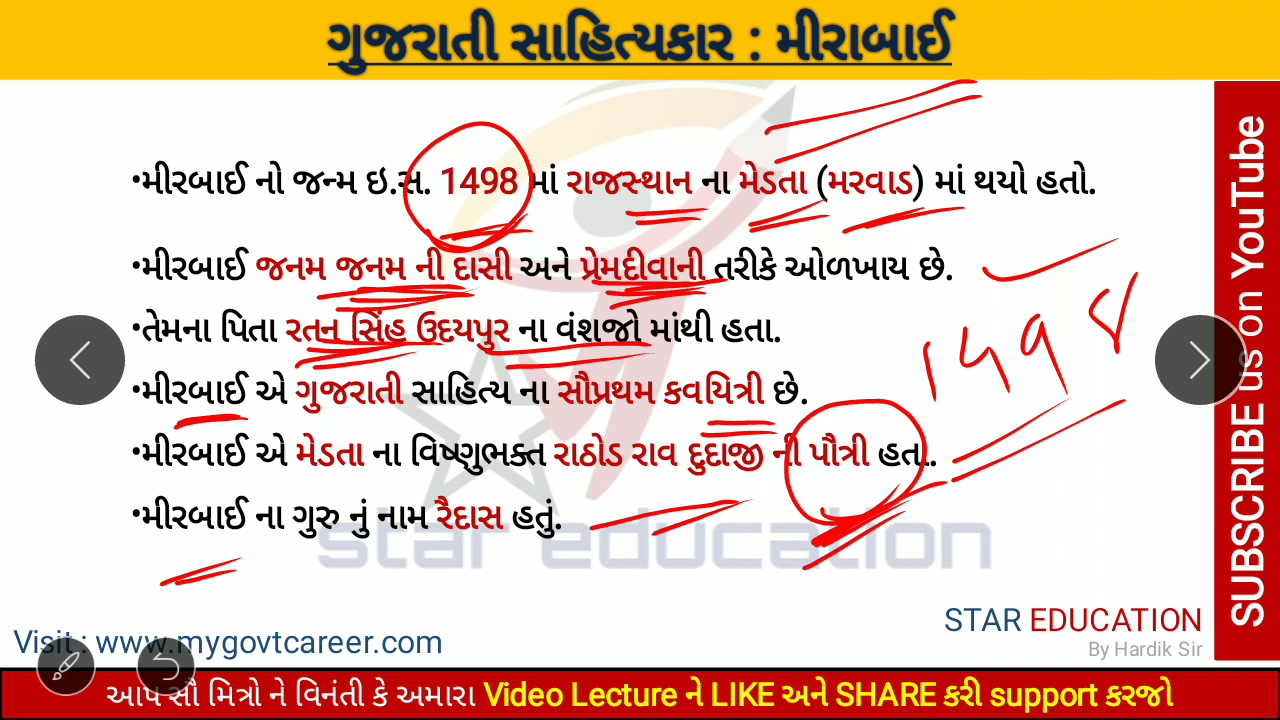 ગુજરાતી સાહિત્યકાર : મીરાબાઈ
•મીરબાઈ નો જન્મ ઇ.સ. 1498 માં રાજસ્થાન ના મેડતા (મરવાડ) માં થયો હતો.
•મીરબાઈ જનમ જનમ ની દાસી અને પ્રેમદીવાની તરીકે ઓળખાય છે.
•તેમના પિતા રતન સિંહ ઉદયપુર ના વંશજો માંથી હતા.
•મીરબાઈ એ ગુજરાતી સાહિત્ય ના સૌપ્રથમ કવયિત્રી છે.
•મીરબાઈ એ મેડતા ના વિષ્ણુભક્ત રાઠોડ રાવ દુદાજી ની પૌત્રી હતા.
•મીરબાઈ ના ગુરુ નું નામ રૈદાસ હતું.
star education
STAR EDUCATION
By Hardik Sir
Visit : www.mygovtcareer.com
આપ સૌ મિત્રો ને વિનંતી કે અમારા Video Lecture ને LIKE અને SHARE કરી support કરજો
SUBSCRIBE us on YouTube